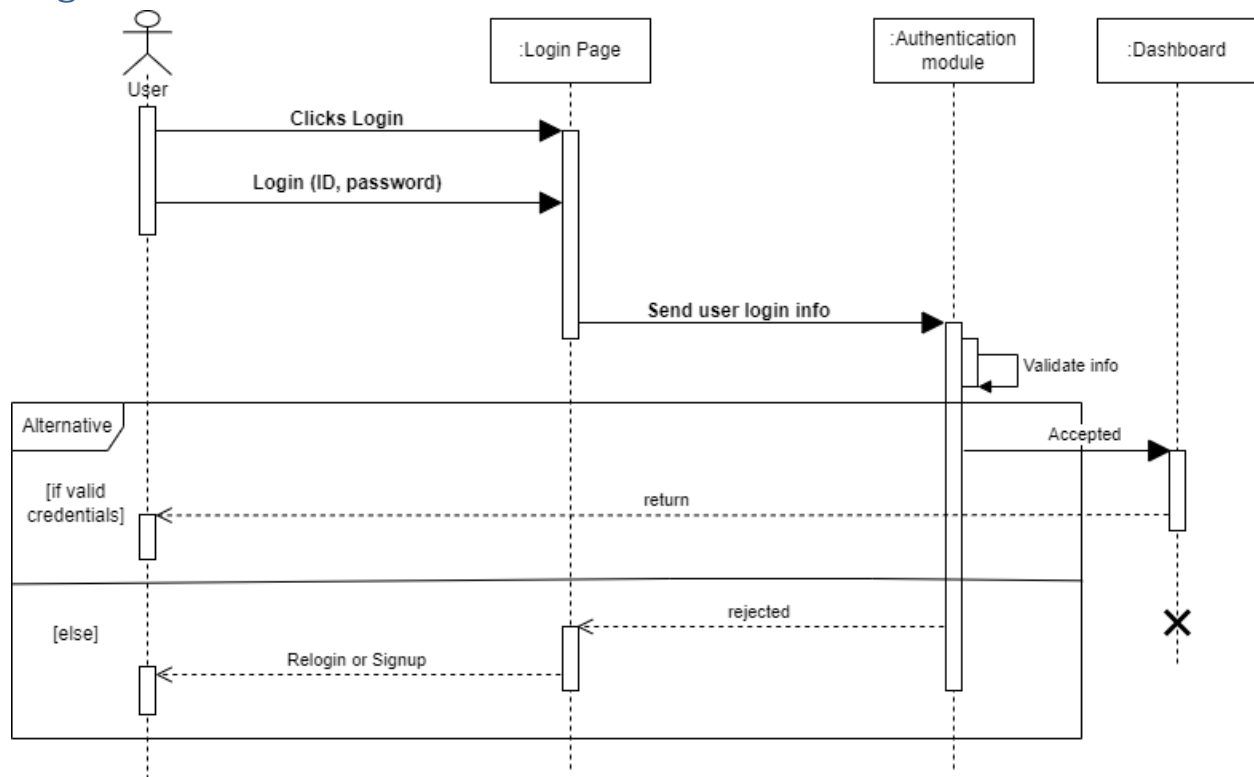 :Login Page
:Authentication
module
:Dashboard
User
Clicks Login
Login (ID, password)
Send user login info
Validate info
Alternative
Accepted
[if valid
credentials]
return
[else]
rejected
Relogin or Signup